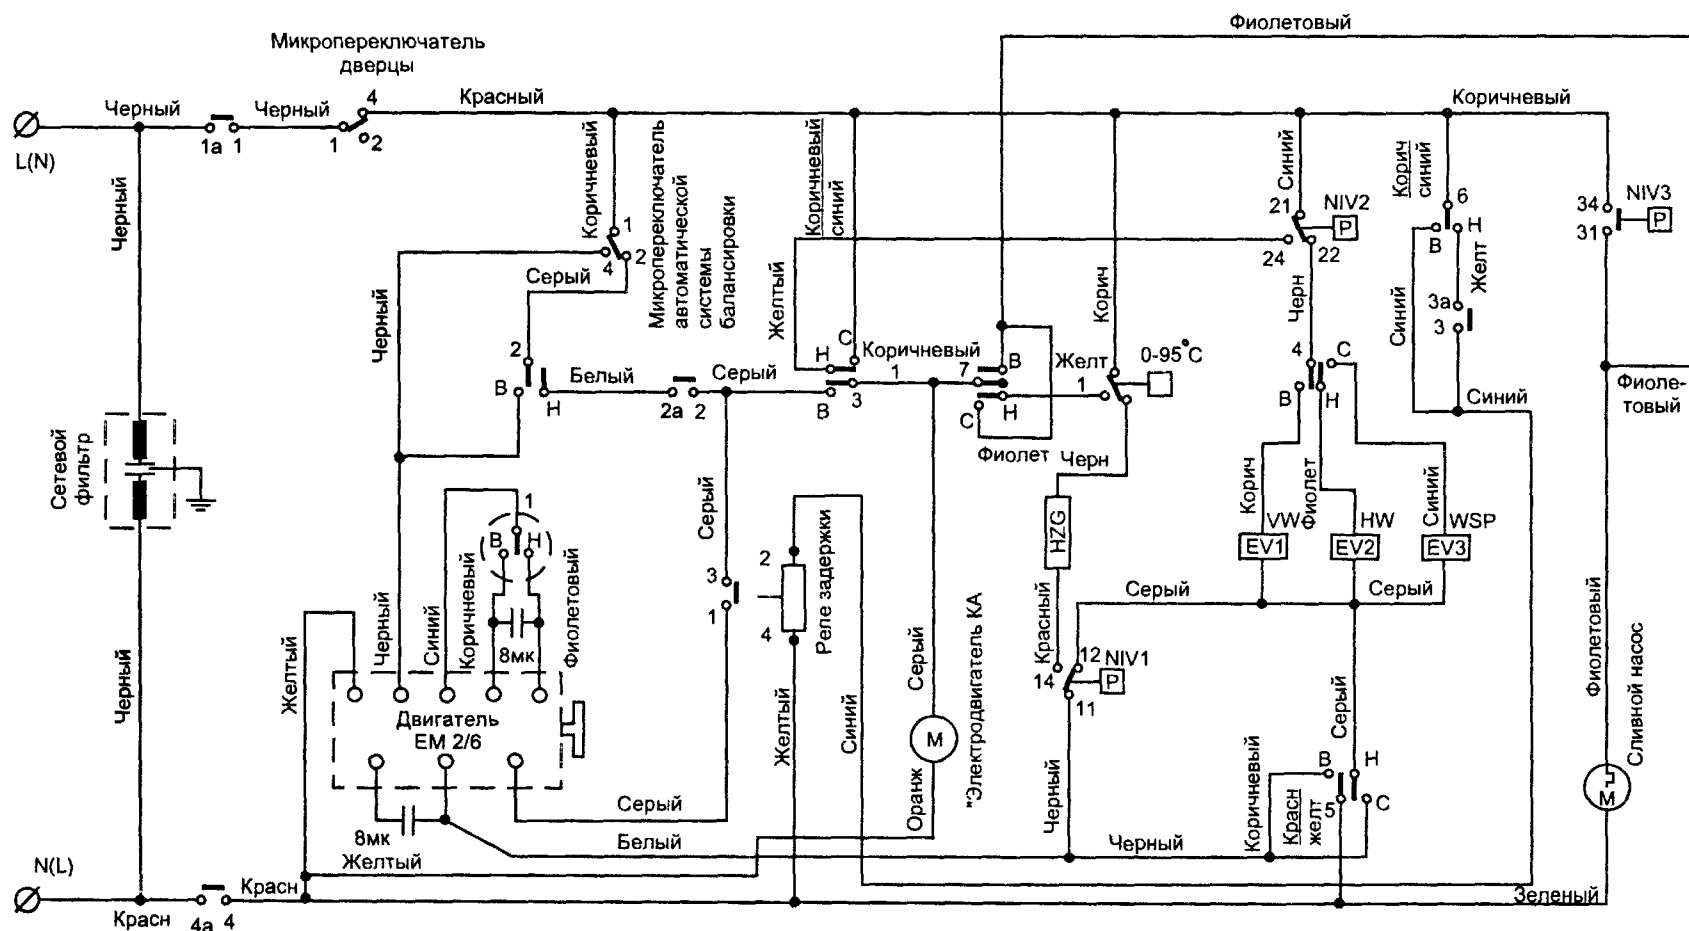 Фиолетовый
Микропереключатель
дверцы
Черный
Черный
4
Красный
Коричневый
L(N)
1а
1
1
2
Черный
Коричневый
Микропереключатель
автоматической
системы
балансировки
1
4
2
Серый
Черный
Коричневый
синий
Желтый
Корич
Синий
21
NIV2
P
24
22
Черн
Корич
синий
6
В
Н
Желт
Синий
3а
3
34
31
NIV3
P
2
В
Н
Белый
2а
2
Серый
С
Н
В
3
Коричневый
1
7
В
Н
С
Фиолет
Желт
1
0-95°C
Черн
4
С
В
Н
Синий
Фиоле-
товый
Сетевой
фильтр
Серый
1
В
Н
Синий
Коричневый
8мк
Фиолетовый
3
1
2
4
Реле задержки
HZG
Корич
Фиолет
Синий
VW
HW
WSP
EV1
EV2
EV3
Серый
Серый
Черный
Желтый
Черный
Двигатель
ЕМ 2/6
Желтый
Синий
Серый
M
Оранж
"Электродвигатель КА
Красный
14
12
NIV1
P
11
Черный
Серый
В
Н
5
С
Коричневый
Красн
желт
Фиолетовый
Сливной насос
M
8мк
Серый
Белый
Черный
Желтый
N(L)
Красн
Красн
4а
4
Зеленый